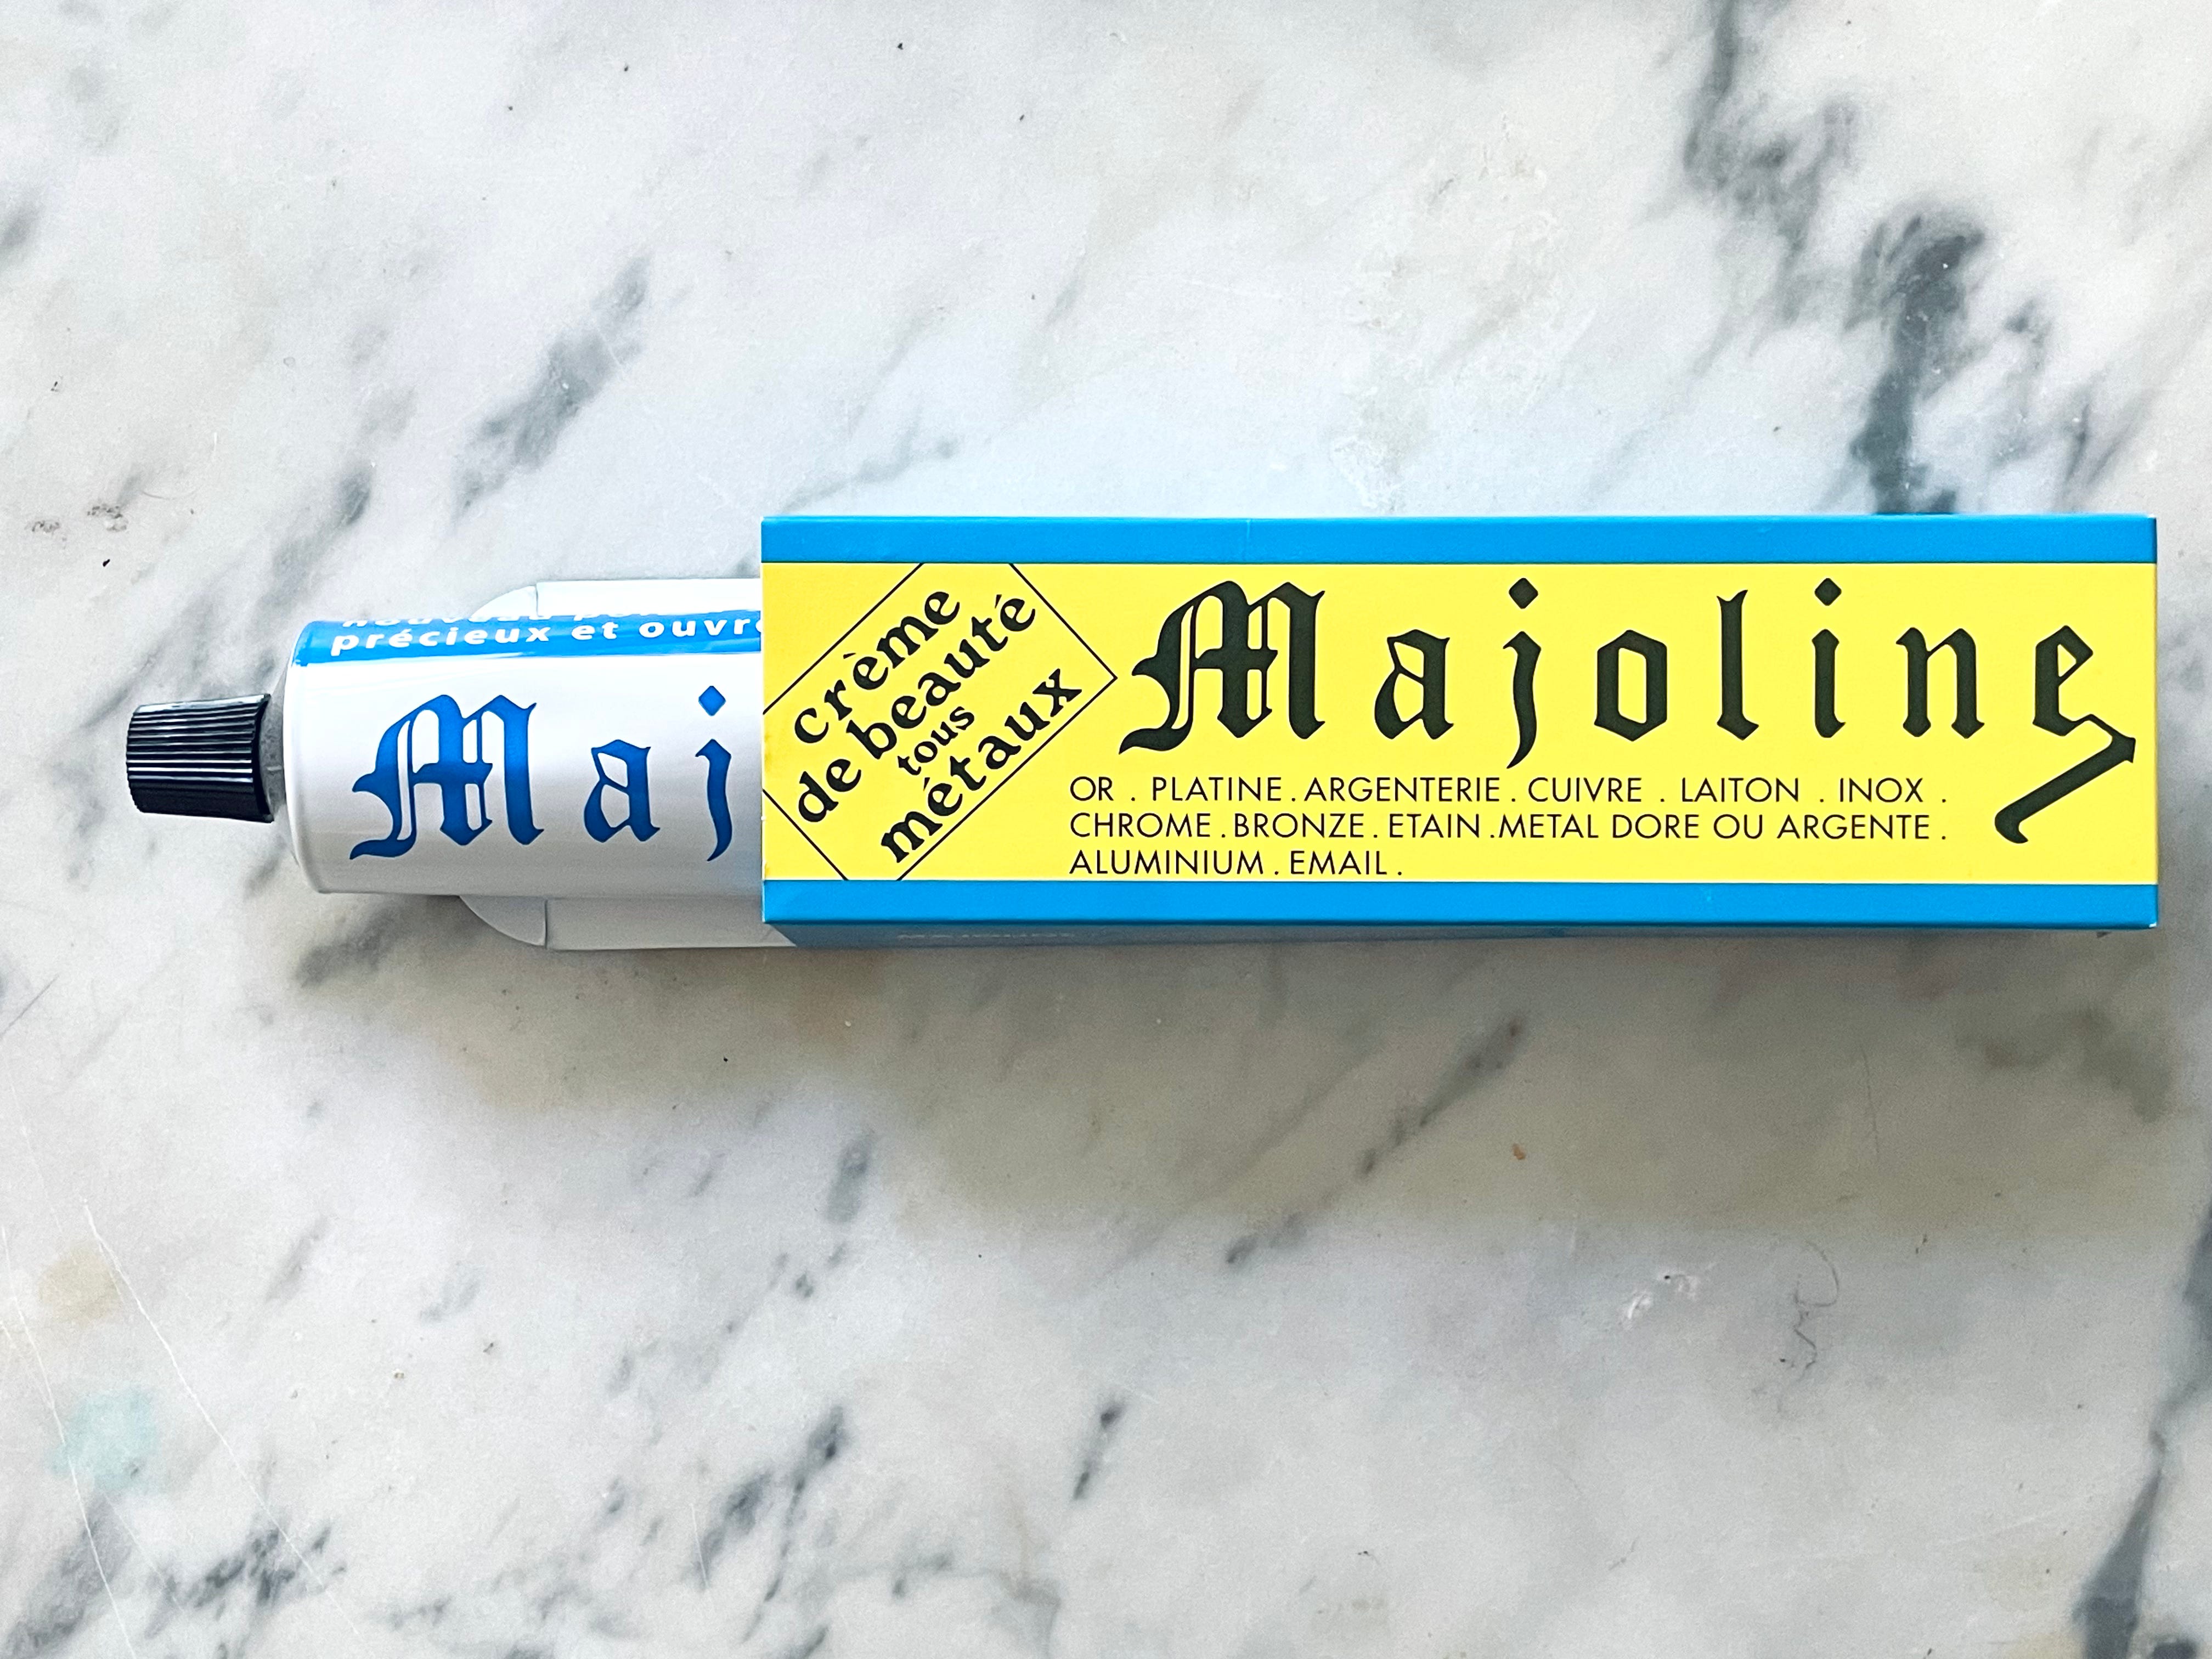 précieux et
Maj
crème
de beauté
tous
métaux
Majoline
OR . PLATINE . ARGENTERIE . CUIVRE . LAITON . INOX .
CHROME . BRONZE . ETAIN . METAL DORE OU ARGENTE .
ALUMINIUM . EMAIL .